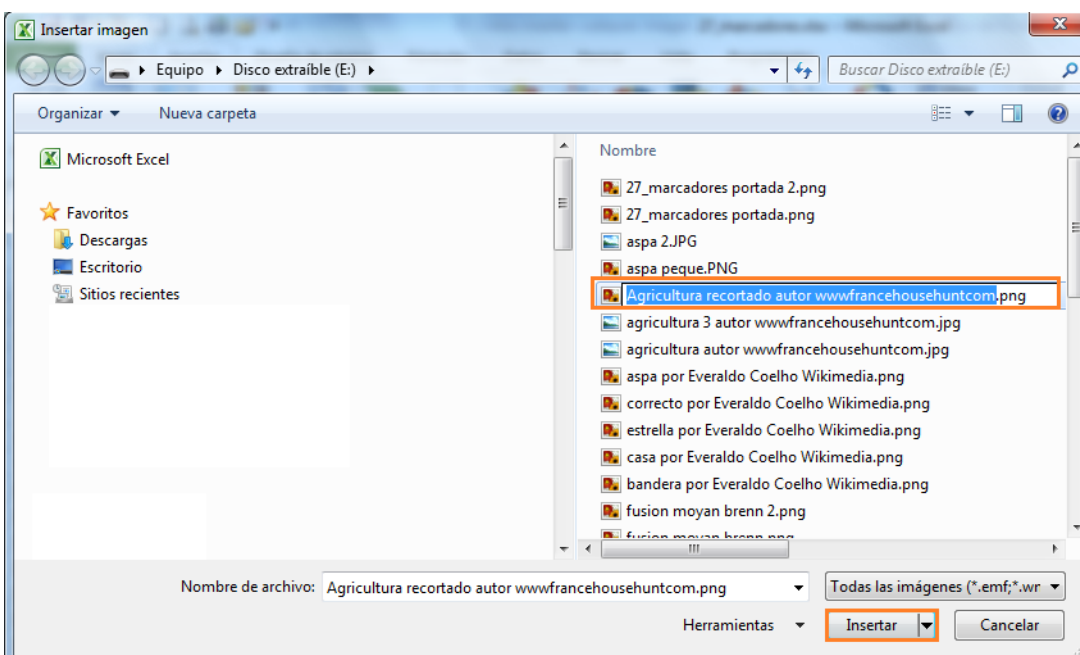 Insertar imagen
Equipo Disco extraíble (E:)
Buscar Disco extraíble (E:)
Organizar
Nueva carpeta
Microsoft Excel
Favoritos
Descargas
Escritorio
Sitios recientes
Nombre
27_marcadores portada 2.png
27_marcadores portada.png
aspa 2.JPG
aspa peque.PNG
Agricultura recortado autor wwwfrancehousehuntcom.png
agricultura 3 autor wwwfrancehousehuntcom.jpg
agricultura autor wwwfrancehousehuntcom.jpg
aspa por Everaldo Coelho Wikimedia.png
correcto por Everaldo Coelho Wikimedia.png
estrella por Everaldo Coelho Wikimedia.png
casa por Everaldo Coelho Wikimedia.png
bandera por Everaldo Coelho Wikimedia.png
fusion moyan brenn 2.png
fusion moyan brenn.png
Nombre de archivo: Agricultura recortado autor wwwfrancehousehuntcom.png
Todas las imágenes (*.emf;*.wr
Herramientas
Insertar
Cancelar